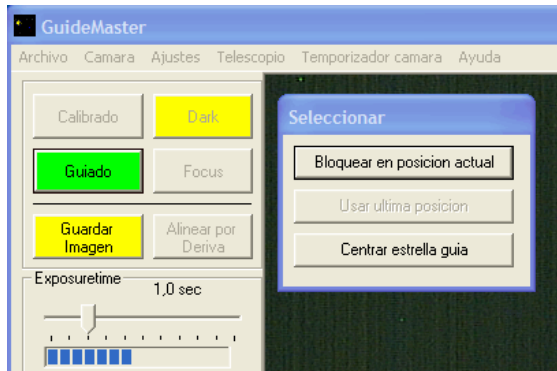 GuideMaster
Archivo Camara Ajustes Telescopio Temporizador camara Ayuda
Calibrado Dark
Guiado Focus
Guardar Imagen
Alinear por Deriva
Exposuretime
1,0 sec
Seleccionar
Bloquear en posicion actual
Usar ultima posicion
Centrar estrella guia